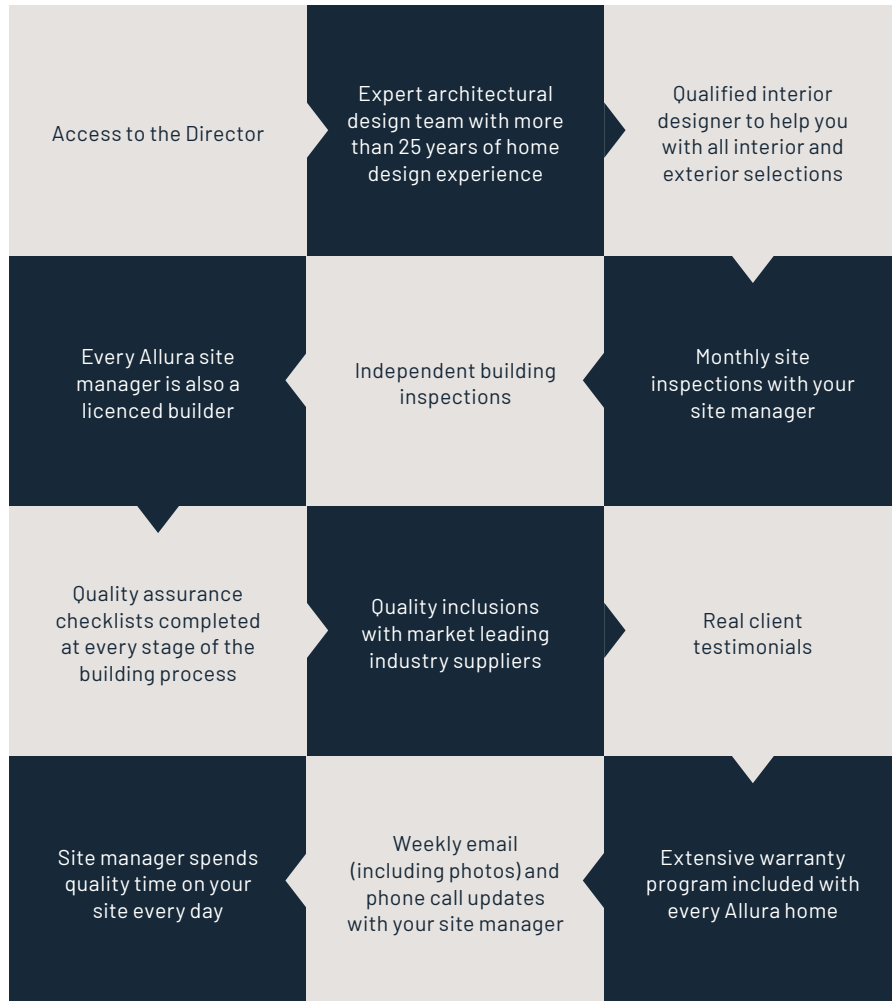 Access to the Director
Expert architectural
design team with more
than 25 years of home
design experience
Qualified interior
designer to help you
with all interior and
exterior selections
Monthly site
inspections with your
site manager
Independent building
inspections
Every Allura site
manager is also a
licenced builder
Quality assurance
checklists completed
at every stage of the
building process
Quality inclusions
with market leading
industry suppliers
Real client
testimonials
Extensive warranty
program included with
every Allura home
Weekly email
(including photos) and
phone call updates
with your site manager
Site manager spends
quality time on your
site every day